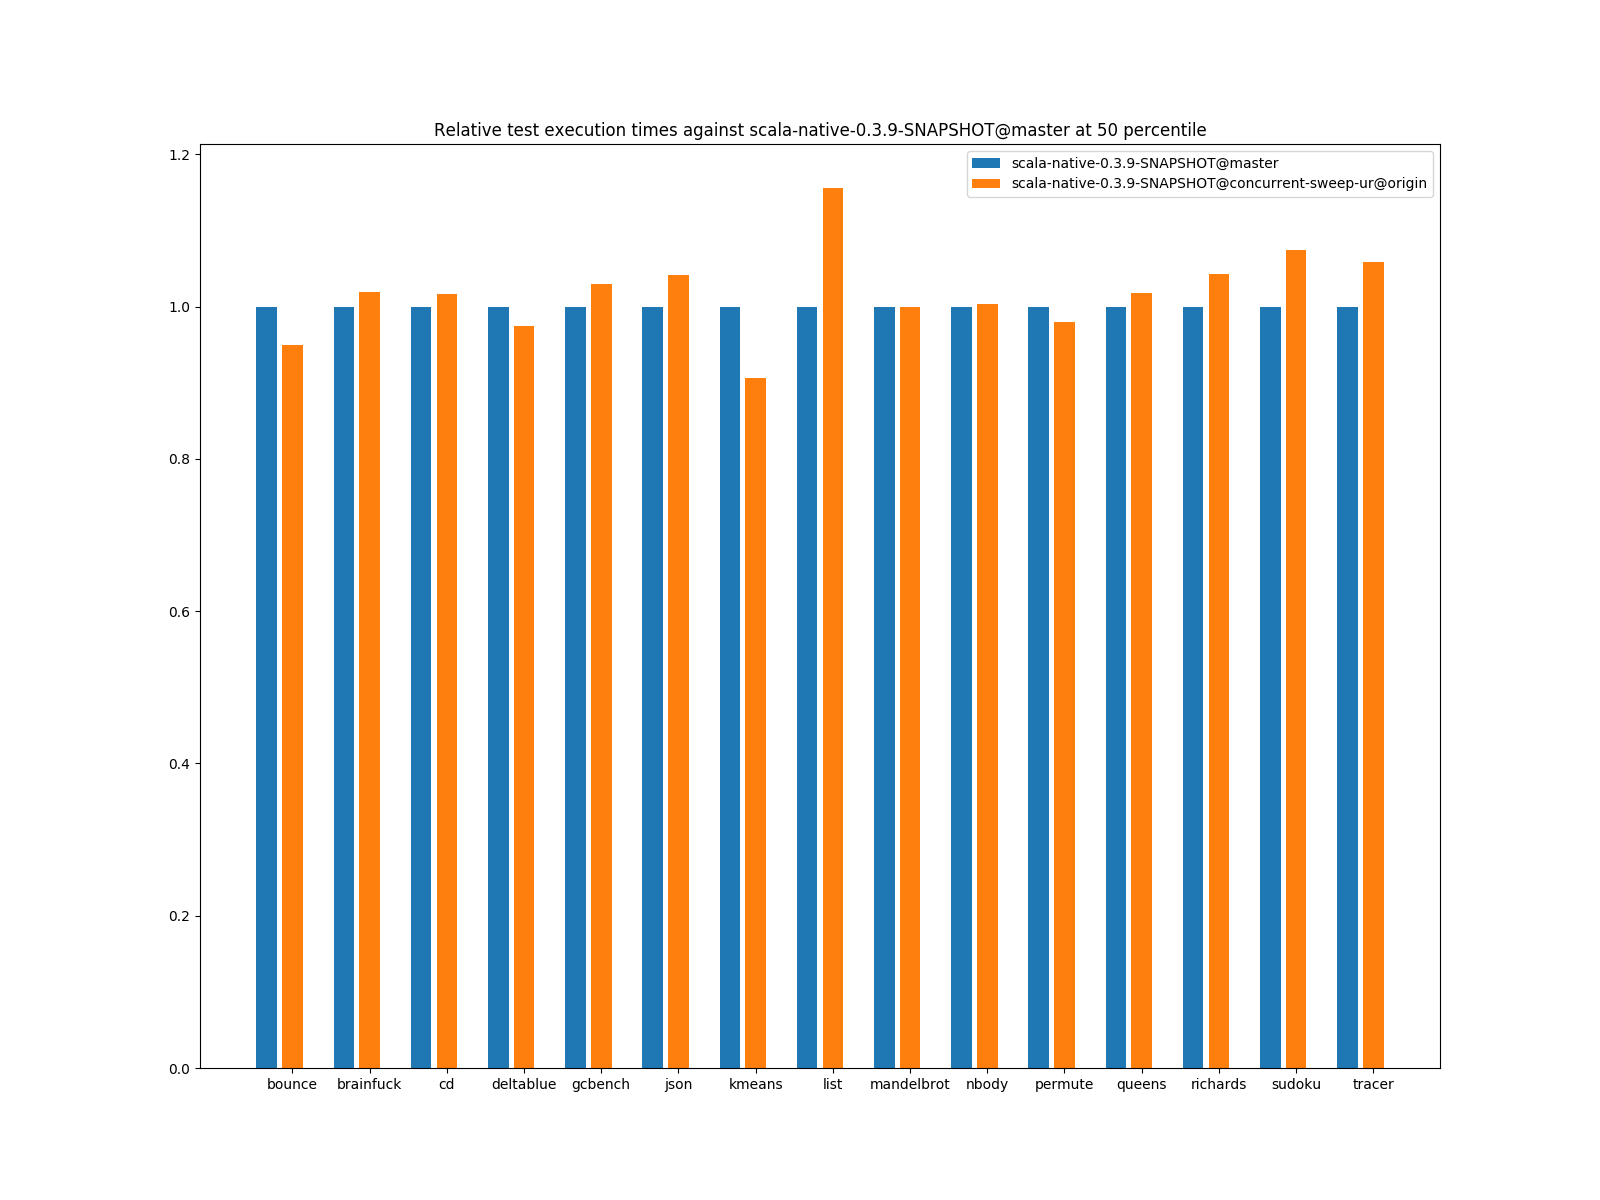 Relative test execution times against scala-native-0.3.9-SNAPSHOT@master at 50 percentile
scala-native-0.3.9-SNAPSHOT@master
scala-native-0.3.9-SNAPSHOT@concurrent-sweep-ur@origin
1.2
1.0
0.8
0.6
0.4
0.2
0.0
bounce brainfuck cd deltablue gcbench json kmeans list mandelbrot nbody permute queens richards sudoku tracer